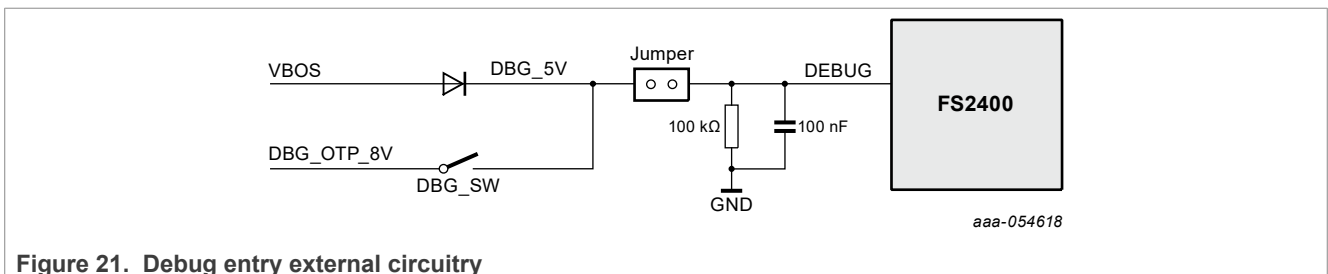 Jumper
VBOS
DBG_5V
DEBUG
FS2400
100 kΩ
100 nF
DBG_OTP_8V
DBG_SW
GND
aaa-054618
Figure 21. Debug entry external circuitry